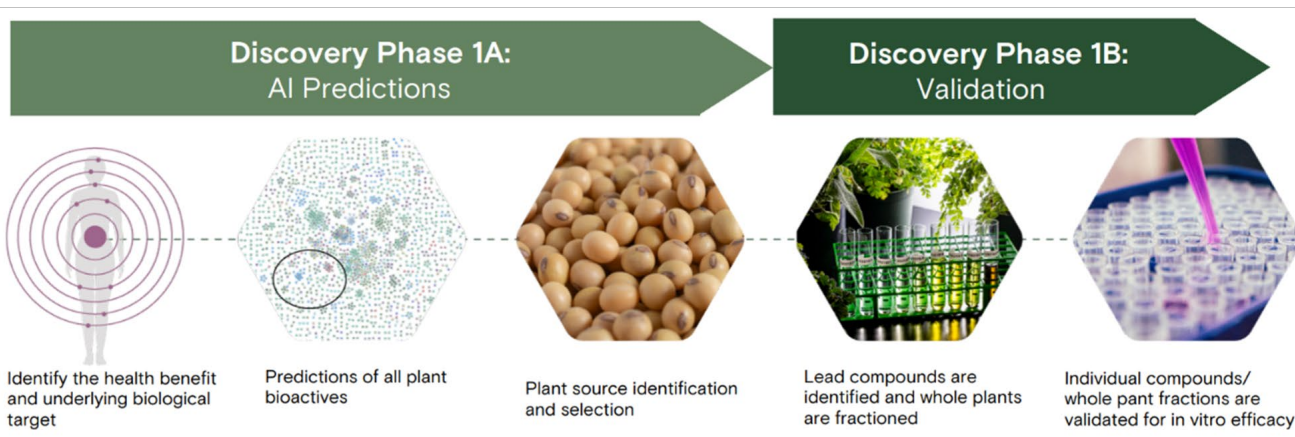 Discovery Phase 1A:
AI Predictions
Discovery Phase 1B:
Validation
Identify the health benefit
and underlying biological
target
Predictions of all plant
bioactives
Plant source identification
and selection
Lead compounds are
identified and whole plants
are fractioned
Individual compounds/
whole pant fractions are
validated for in vitro efficacy